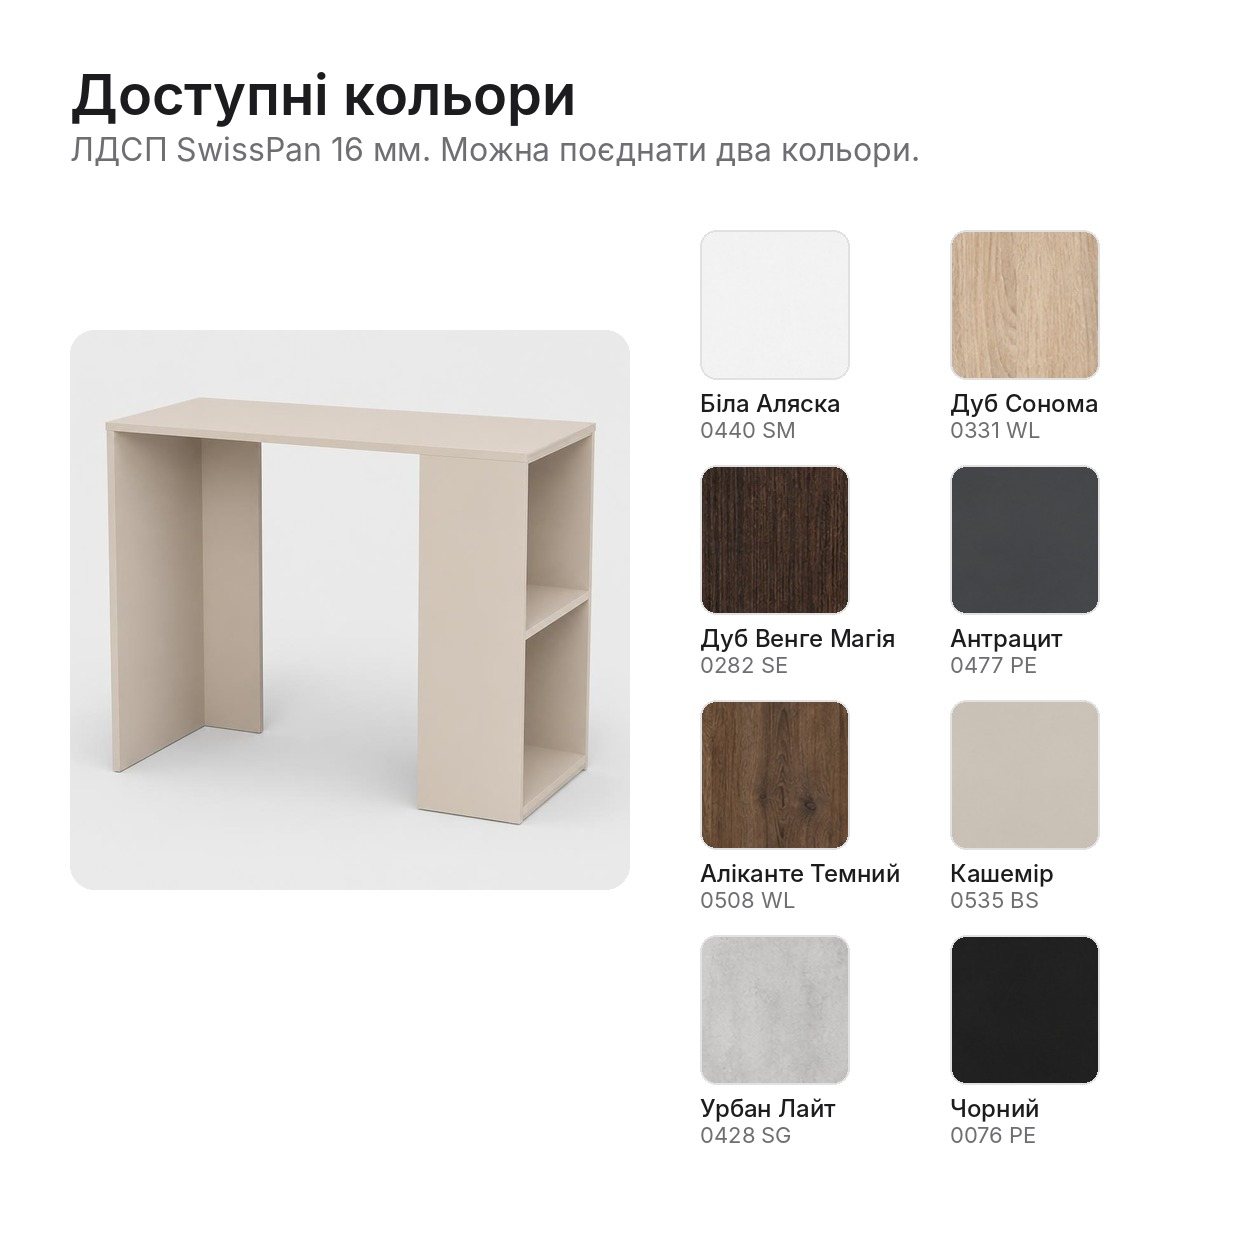 Доступні кольори
ЛДСП SwissPan 16 мм. Можна поєднати два кольори.
Біла Аляска
0440 SM
Дуб Сонома
0331 WL
Дуб Венге Магія
0282 SE
Антрацит
0477 PE
Аліканте Темний
0508 WL
Кашемір
0535 BS
Урбан Лайт
0428 SG
Чорний
0076 PE